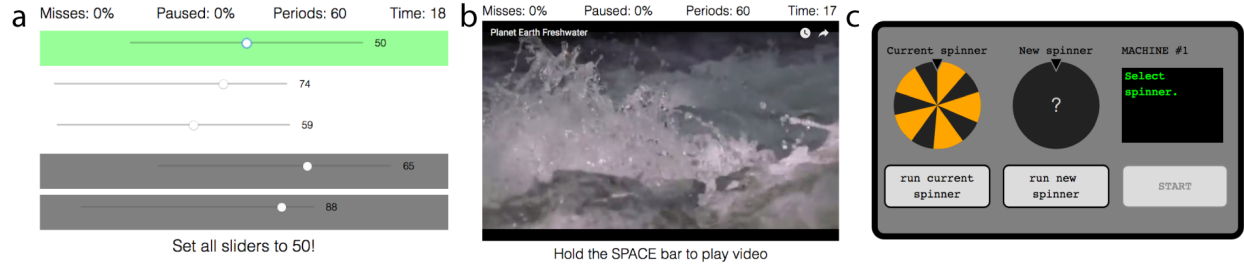 a
Misses: 0% Paused: 0% Periods: 60 Time: 18
50
74
59
65
88
Set all sliders to 50!
b
Misses: 0% Paused: 0% Periods: 60 Time: 17
Planet Earth Freshwater
Hold the SPACE bar to play video
c
Current spinner New spinner MACHINE #1
?
Select
spinner.
run current
spinner
run new
spinner
START